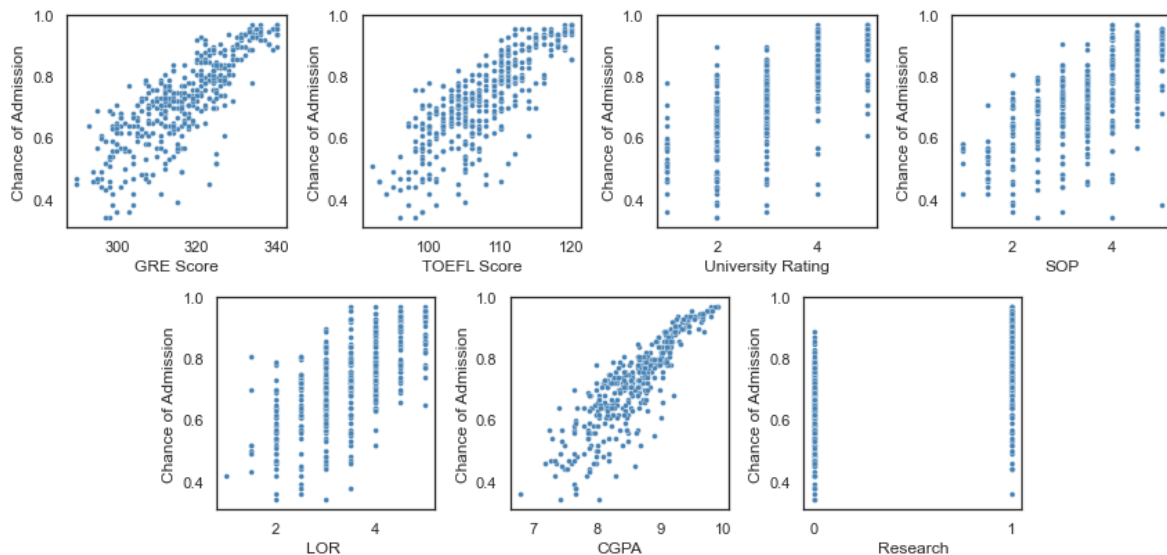 1.0
0.8
0.6
0.4
Chance of Admission
300 320 340
GRE Score
1.0
0.8
0.6
0.4
Chance of Admission
100 110 120
TOEFL Score
1.0
0.8
0.6
0.4
Chance of Admission
2 4
University Rating
1.0
0.8
0.6
0.4
Chance of Admission
2 4
SOP
1.0
0.8
0.6
0.4
Chance of Admission
2 4
LOR
1.0
0.8
0.6
0.4
Chance of Admission
7 8 9 10
CGPA
1.0
0.8
0.6
0.4
Chance of Admission
0 1
Research